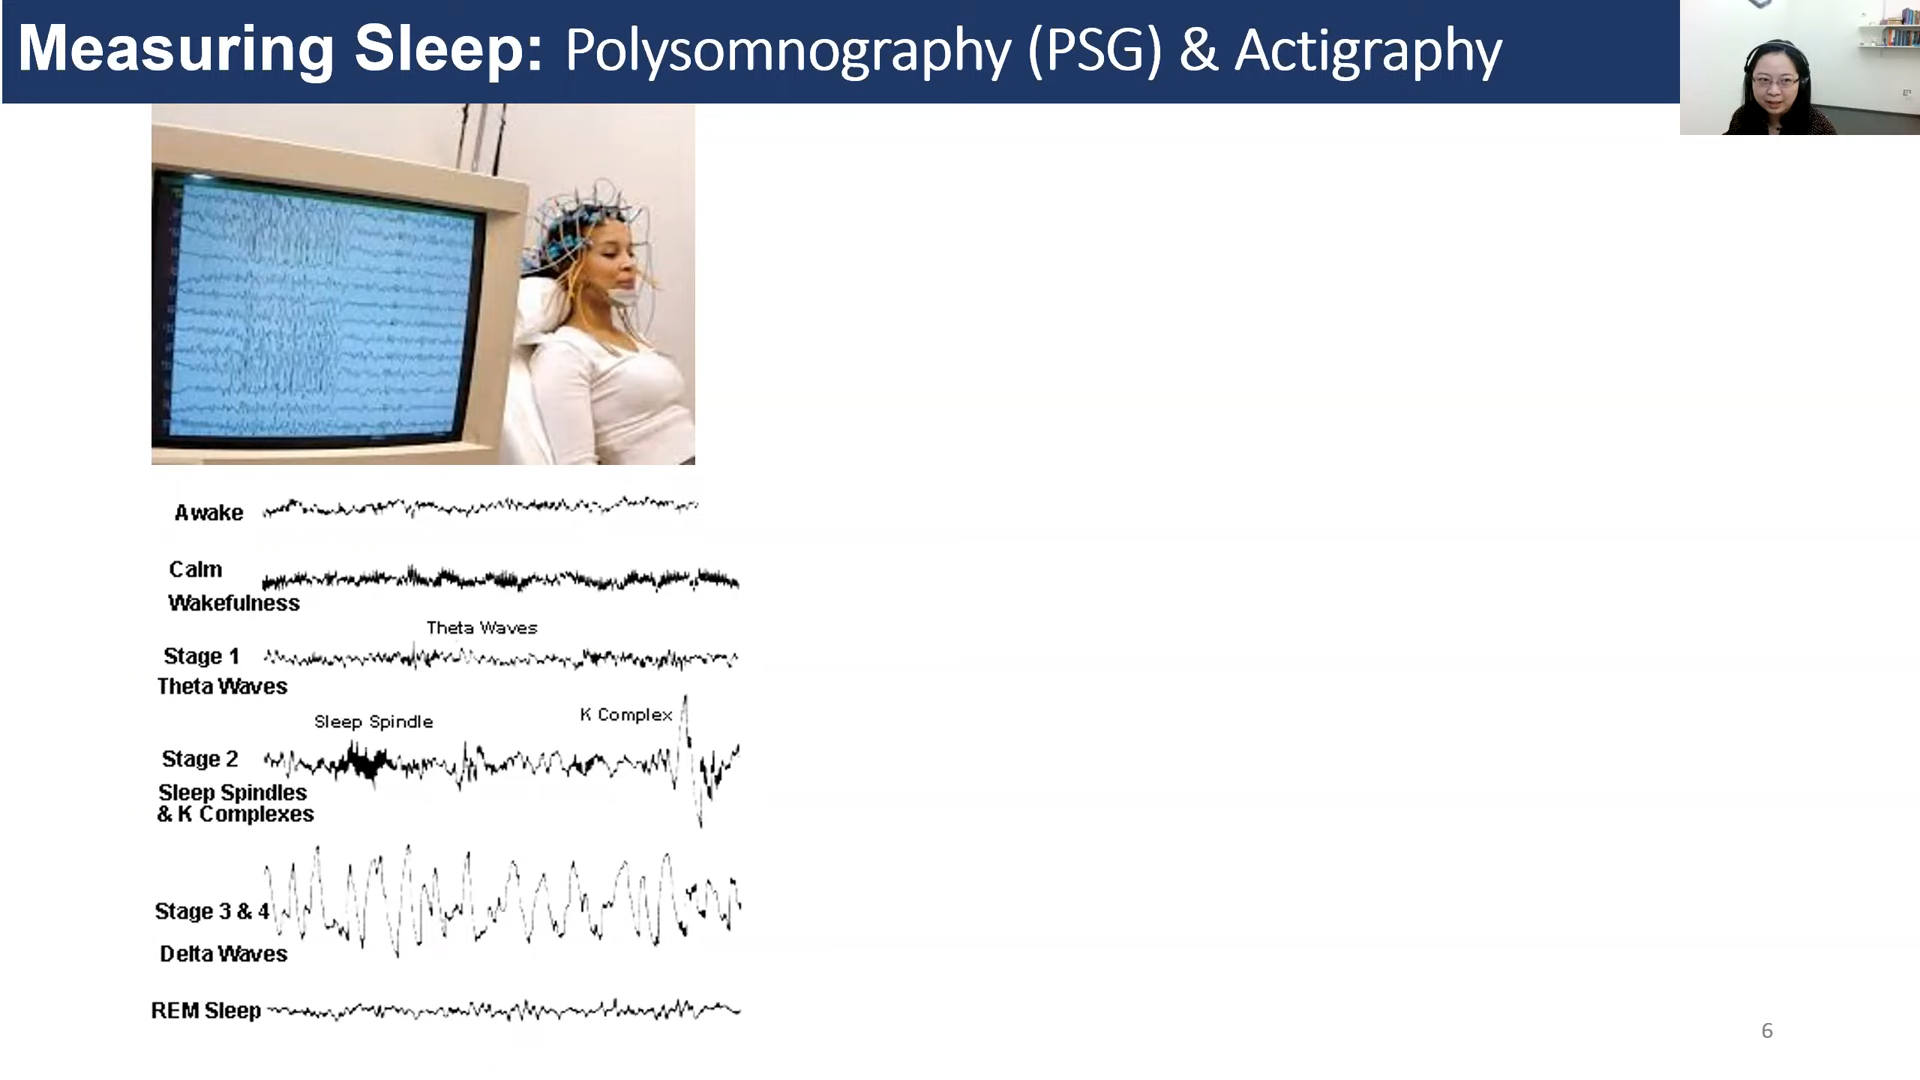 Measuring Sleep: Polysomnography (PSG) & Actigraphy
Awake
Calm
Wakefulness
Theta Waves
Stage 1
Theta Waves
Sleep Spindle
K Complex
Stage 2
Sleep Spindles
& K Complexes
Stage 3 & 4
Delta Waves
REM Sleep
6